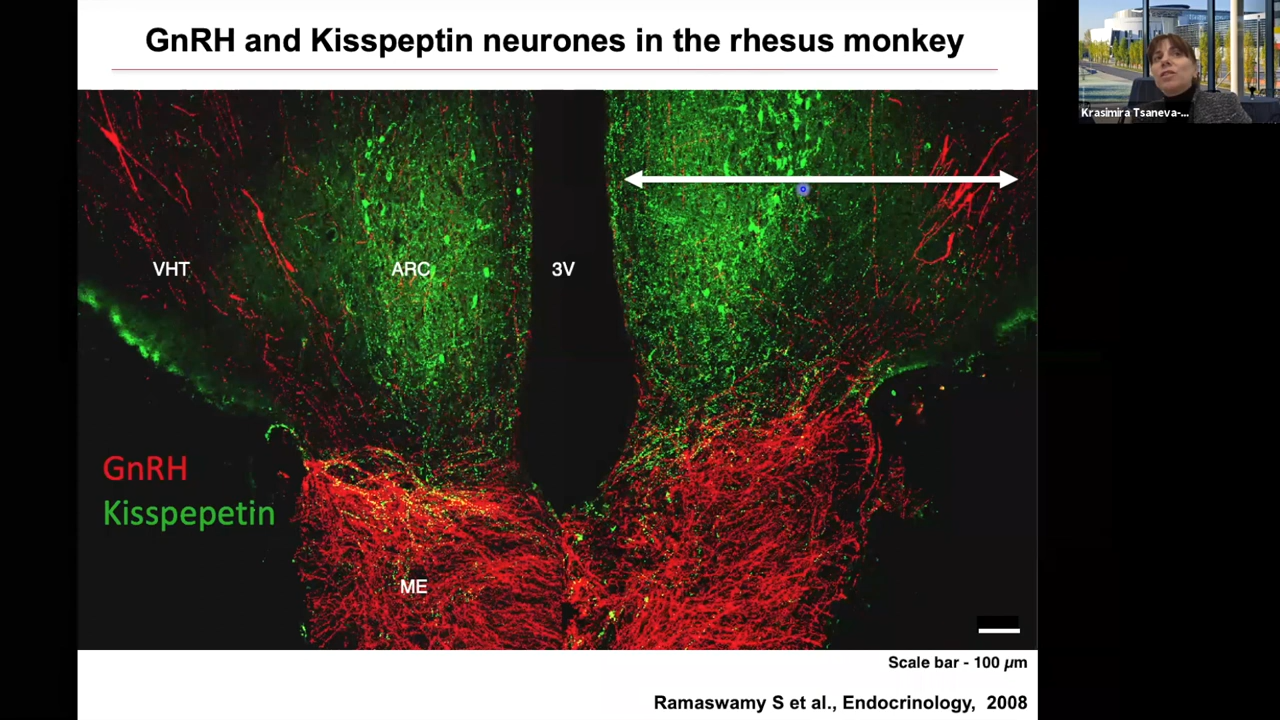 GnRH and Kisspeptin neurones in the rhesus monkey
Krasimira Tsaneva-...
VHT
ARC
3V
GnRH
Kisspepetin
ME
Scale bar - 100 µm
Ramaswamy S et al., Endocrinology, 2008